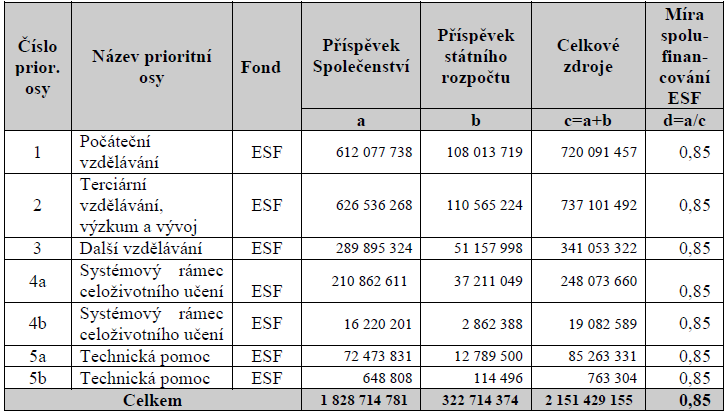 Číslo prior. osy | Název prioritní osy | Fond | Příspěvek Společenství | Příspěvek státního rozpočtu | Celkové zdroje | Míra spolu-finan-cování ESF
a | b | c=a+b | d=a/c
1 | Počáteční vzdělávání | ESF | 612 077 738 | 108 013 719 | 720 091 457 | 0,85
2 | Terciární vzdělávání, výzkum a vývoj | ESF | 626 536 268 | 110 565 224 | 737 101 492 | 0,85
3 | Další vzdělávání | ESF | 289 895 324 | 51 157 998 | 341 053 322 | 0,85
4a | Systémový rámec celoživotního učení | ESF | 210 862 611 | 37 211 049 | 248 073 660 | 0,85
4b | Systémový rámec celoživotního učení | ESF | 16 220 201 | 2 862 388 | 19 082 589 | 0,85
5a | Technická pomoc | ESF | 72 473 831 | 12 789 500 | 85 263 331 | 0,85
5b | Technická pomoc | ESF | 648 808 | 114 496 | 763 304 | 0,85
Celkem | 1 828 714 781 | 322 714 374 | 2 151 429 155 | 0,85